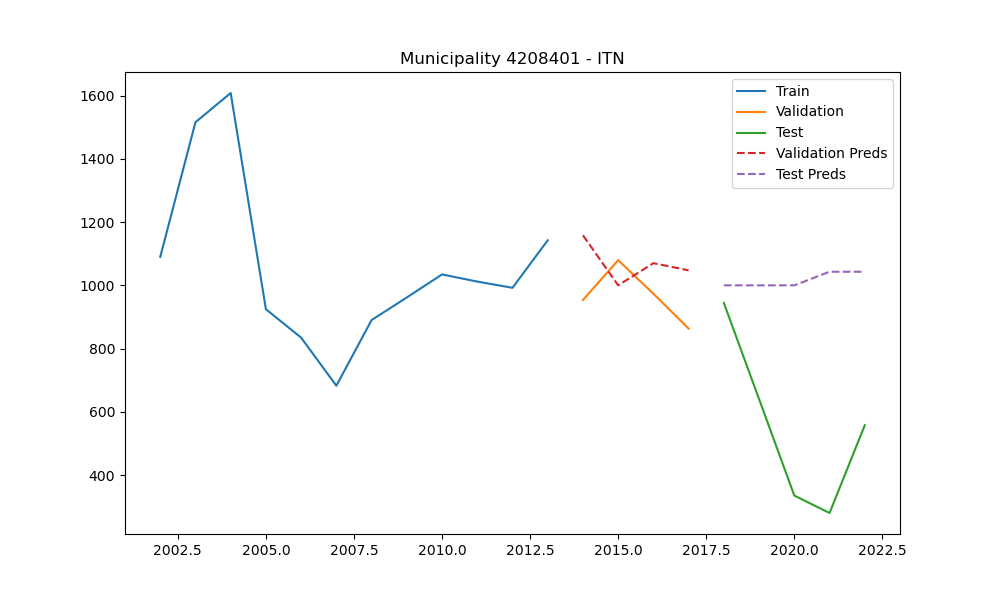 Municipality 4208401 - ITN
1600
1400
1200
1000
800
600
400
Train
Validation
Test
Validation Preds
Test Preds
2002.5 2005.0 2007.5 2010.0 2012.5 2015.0 2017.5 2020.0 2022.5